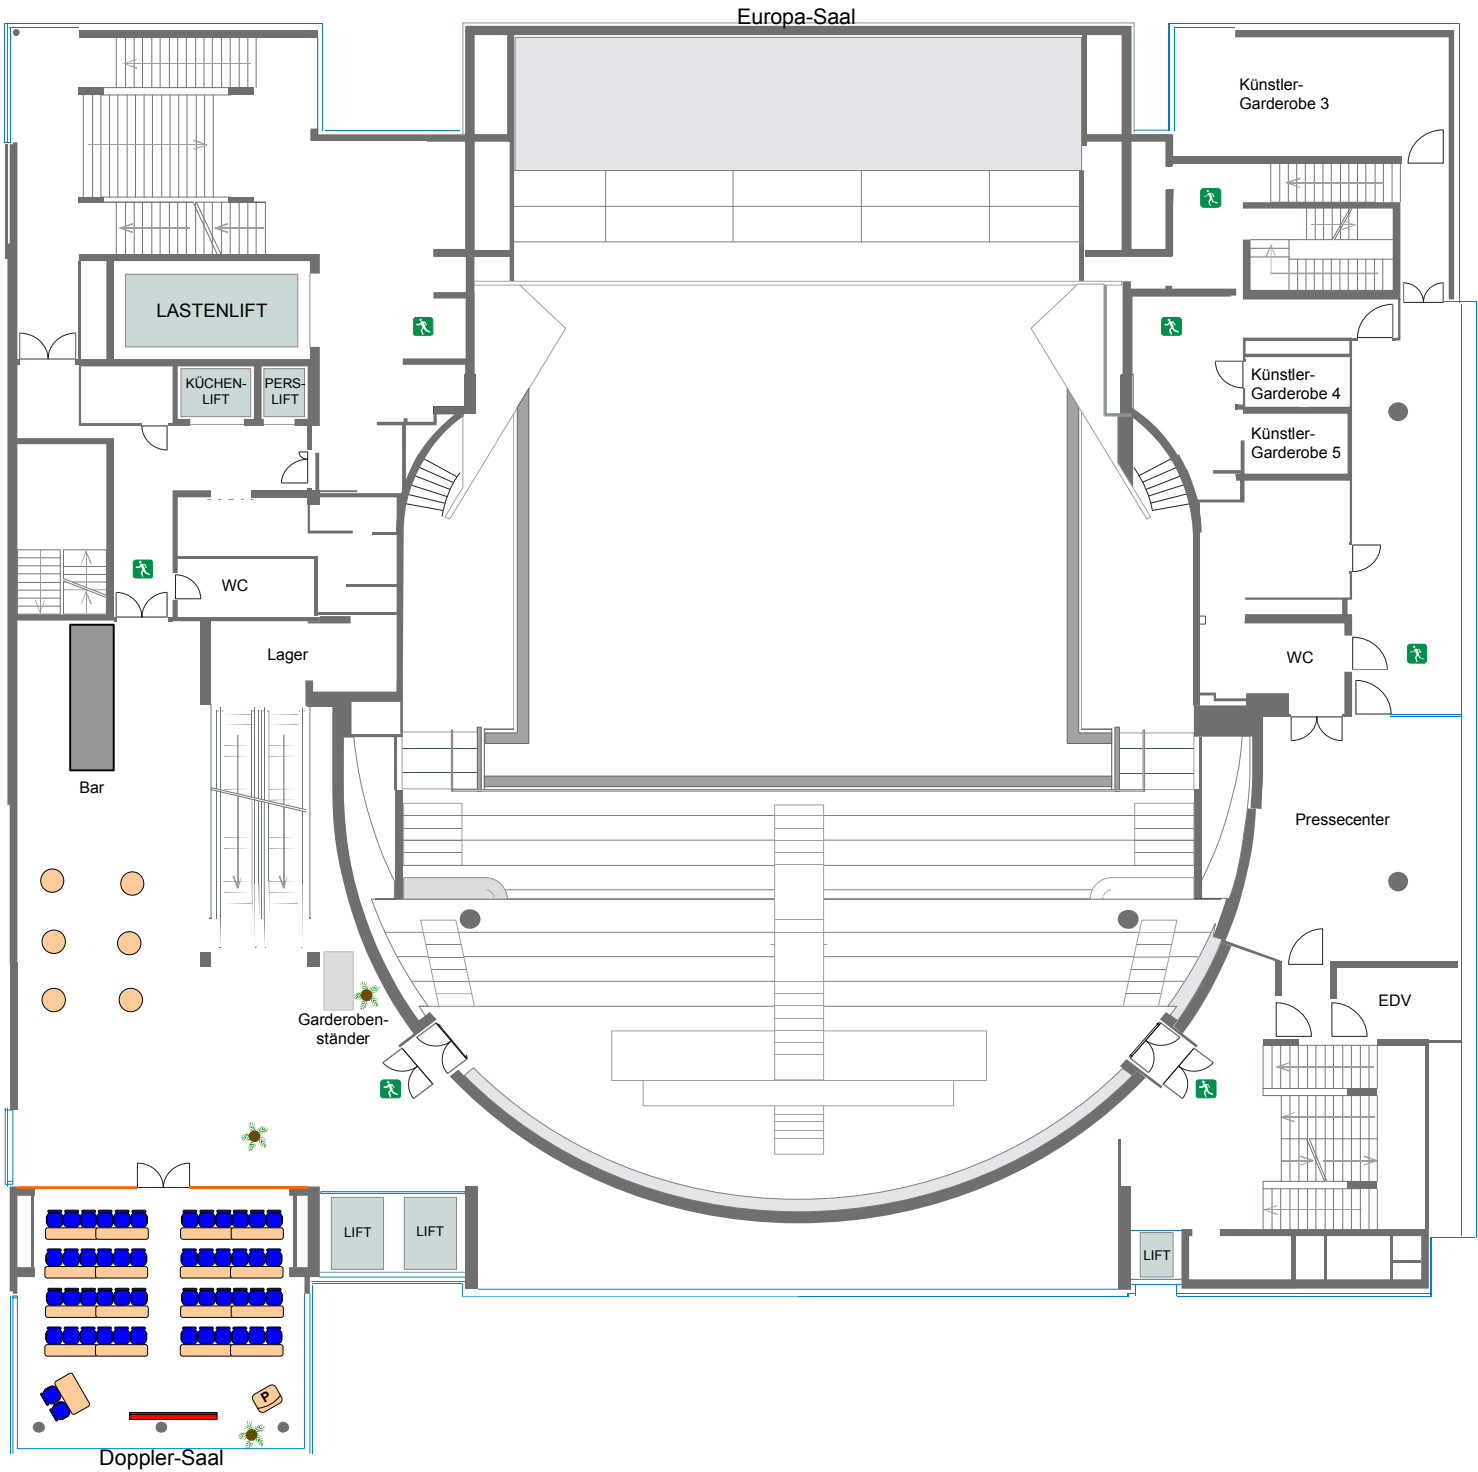 Europa-Saal
Künstler-
Garderobe 3
LASTENLIFT
KÜCHEN-
LIFT
PERS-
LIFT
Künstler-
Garderobe 4
Künstler-
Garderobe 5
WC
Lager
WC
Bar
Pressecenter
EDV
Garderoben-
ständer
LIFT
LIFT
LIFT
P
Doppler-Saal